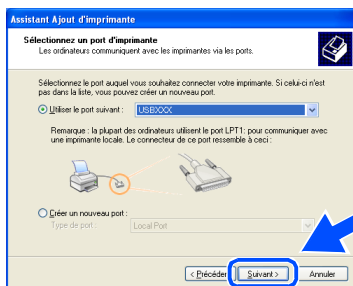 Assistant Ajout d'imprimante
Sélectionnez un port d'imprimante
Les ordinateurs communiquent avec les imprimantes via les ports.
Sélectionnez le port auquel vous souhaitez connecter votre imprimante. Si celui-ci n'est
pas dans la liste, vous pouvez créer un nouveau port.
Utiliser le port suivant : USBXXX
Remarque : la plupart des ordinateurs utilisent le port LPT1: pour communiquer avec
une imprimante locale. Le connecteur de ce port ressemble à ceci :
Créer un nouveau port :
Type de port : Local Port
< Précéden Suivant > Annuler